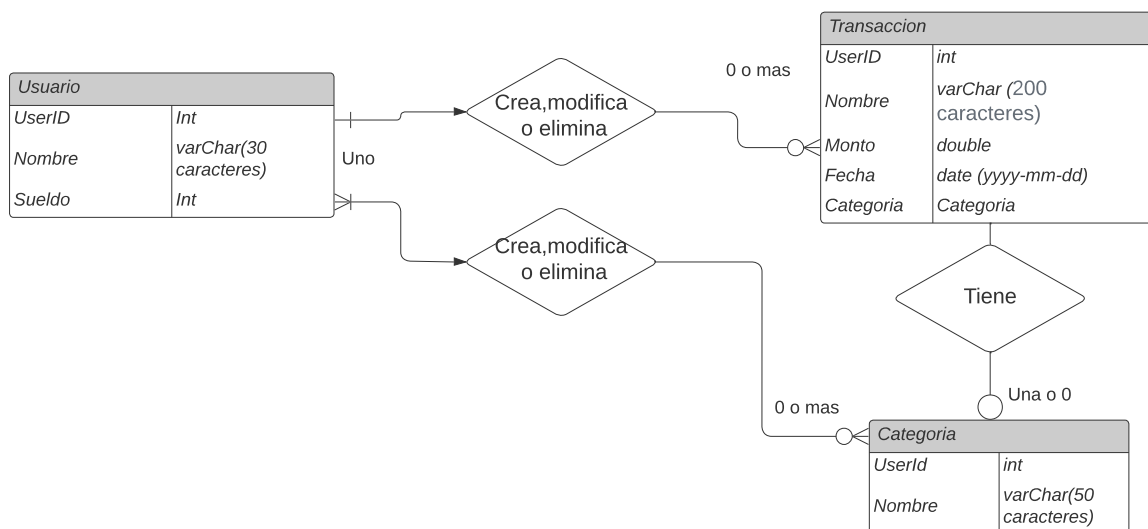 Usuario
UserID Int
Nombre varChar(30
caracteres)
Sueldo Int
Uno
Crea,modifica
o elimina
Crea,modifica
o elimina
0 o mas
Transaccion
UserID int
Nombre varChar (200
caracteres)
Monto double
Fecha date (yyyy-mm-dd)
Categoria Categoria
Tiene
Una o 0
0 o mas
Categoria
UserId int
Nombre varChar(50
caracteres)